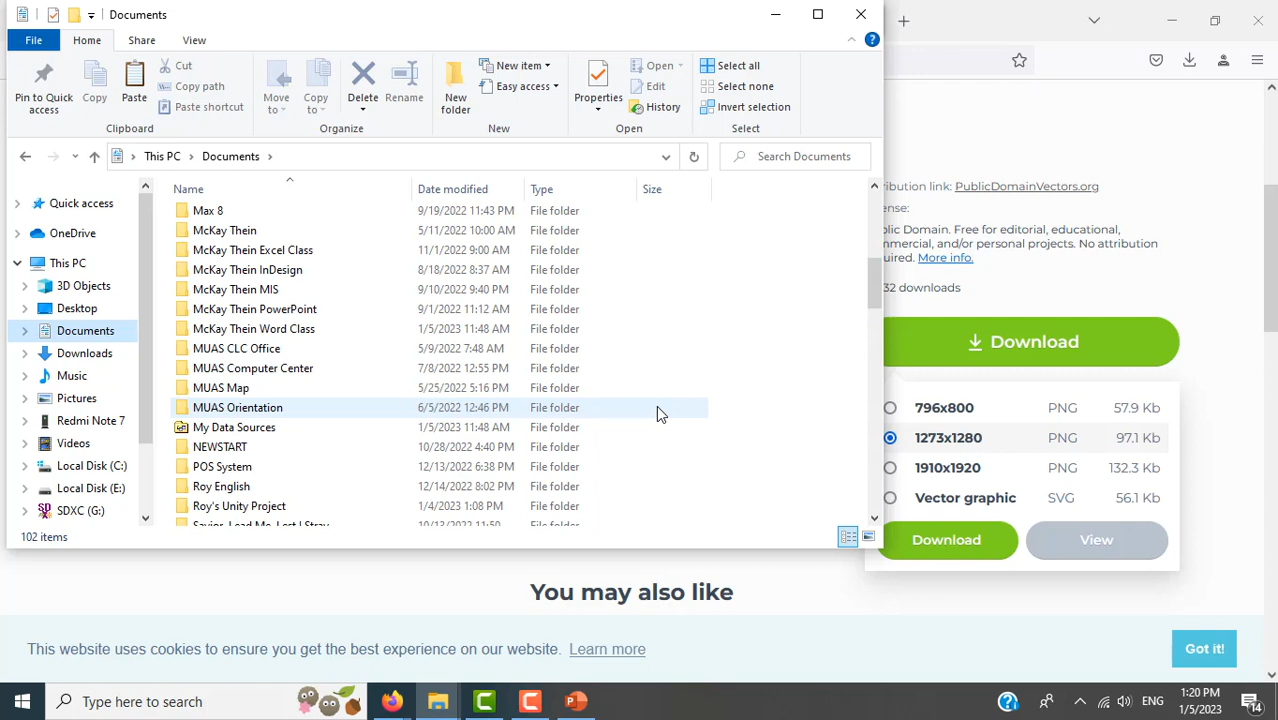 Documents
File Home Share View
Pin to Quick access
Copy
Paste
Cut
Copy path
Paste shortcut
Clipboard
Move to
Copy to
Delete
Rename
Organize
New folder
New item
Easy access
New
Properties
Open
Edit
History
Open
Select all
Select none
Invert selection
Select
This PC Documents
Search Documents
Name Date modified Type Size
Quick access
OneDrive
This PC
3D Objects
Desktop
Documents
Downloads
Music
Pictures
Redmi Note 7
Videos
Local Disk (C:)
Local Disk (E:)
SDXC (G:)
Max 8 9/19/2022 11:43 PM File folder
McKay Thein 5/11/2022 10:00 AM File folder
McKay Thein Excel Class 11/1/2022 9:00 AM File folder
McKay Thein InDesign 8/18/2022 8:37 AM File folder
McKay Thein MIS 9/10/2022 9:40 PM File folder
McKay Thein PowerPoint 9/1/2022 11:12 AM File folder
McKay Thein Word Class 1/5/2023 11:48 AM File folder
MUAS CLC Office 5/9/2022 7:48 AM File folder
MUAS Computer Center 7/8/2022 12:55 PM File folder
MUAS Map 5/25/2022 5:16 PM File folder
MUAS Orientation 6/5/2022 12:46 PM File folder
My Data Sources 1/5/2023 11:48 AM File folder
NEWSTART 10/28/2022 4:40 PM File folder
POS System 12/13/2022 6:38 PM File folder
Roy English 12/14/2022 8:02 PM File folder
Roy's Unity Project 1/4/2023 1:08 PM File folder
Savior, Lead Me, Lest I Stray 10/13/2022 11:50 File folder
102 items
ribution link: PublicDomainVectors.org
ense:
blic Domain. Free for editorial, educational,
mmercial, and/or personal projects. No attribution
uired. More info.
32 downloads
Download
796x800 PNG 57.9 Kb
1273x1280 PNG 97.1 Kb
1910x1920 PNG 132.3 Kb
Vector graphic SVG 56.1 Kb
Download View
You may also like
This website uses cookies to ensure you get the best experience on our website. Learn more
Got it!
Type here to search
ENG
1:20 PM
1/5/2023
14